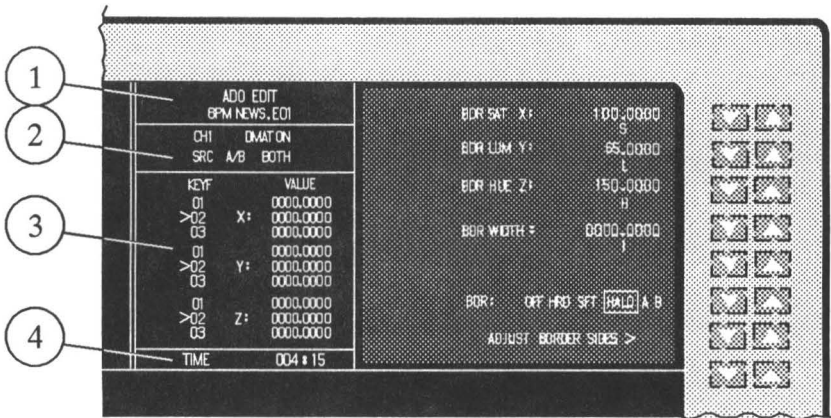 1
2
3
4
ADO EDIT
6PM NEWS.E01
CH1 DMAT ON
SRC A/B BOTH
KEYF VALUE
01 0000.0000
>02 X: 0000.0000
03 0000.0000
01 0000.0000
>02 Y: 0000.0000
03 0000.0000
01 0000.0000
>02 Z: 0000.0000
03 0000.0000
TIME 004:15
BDR SAT X: 100.0000
S
BDR LUM Y: 65.0000
L
BDR HUE Z: 150.0000
H
BDR WIDTH : 0000.0000
I
BDR: OFF HRD SFT HALO A B
ADJUST BORDER SIDES >